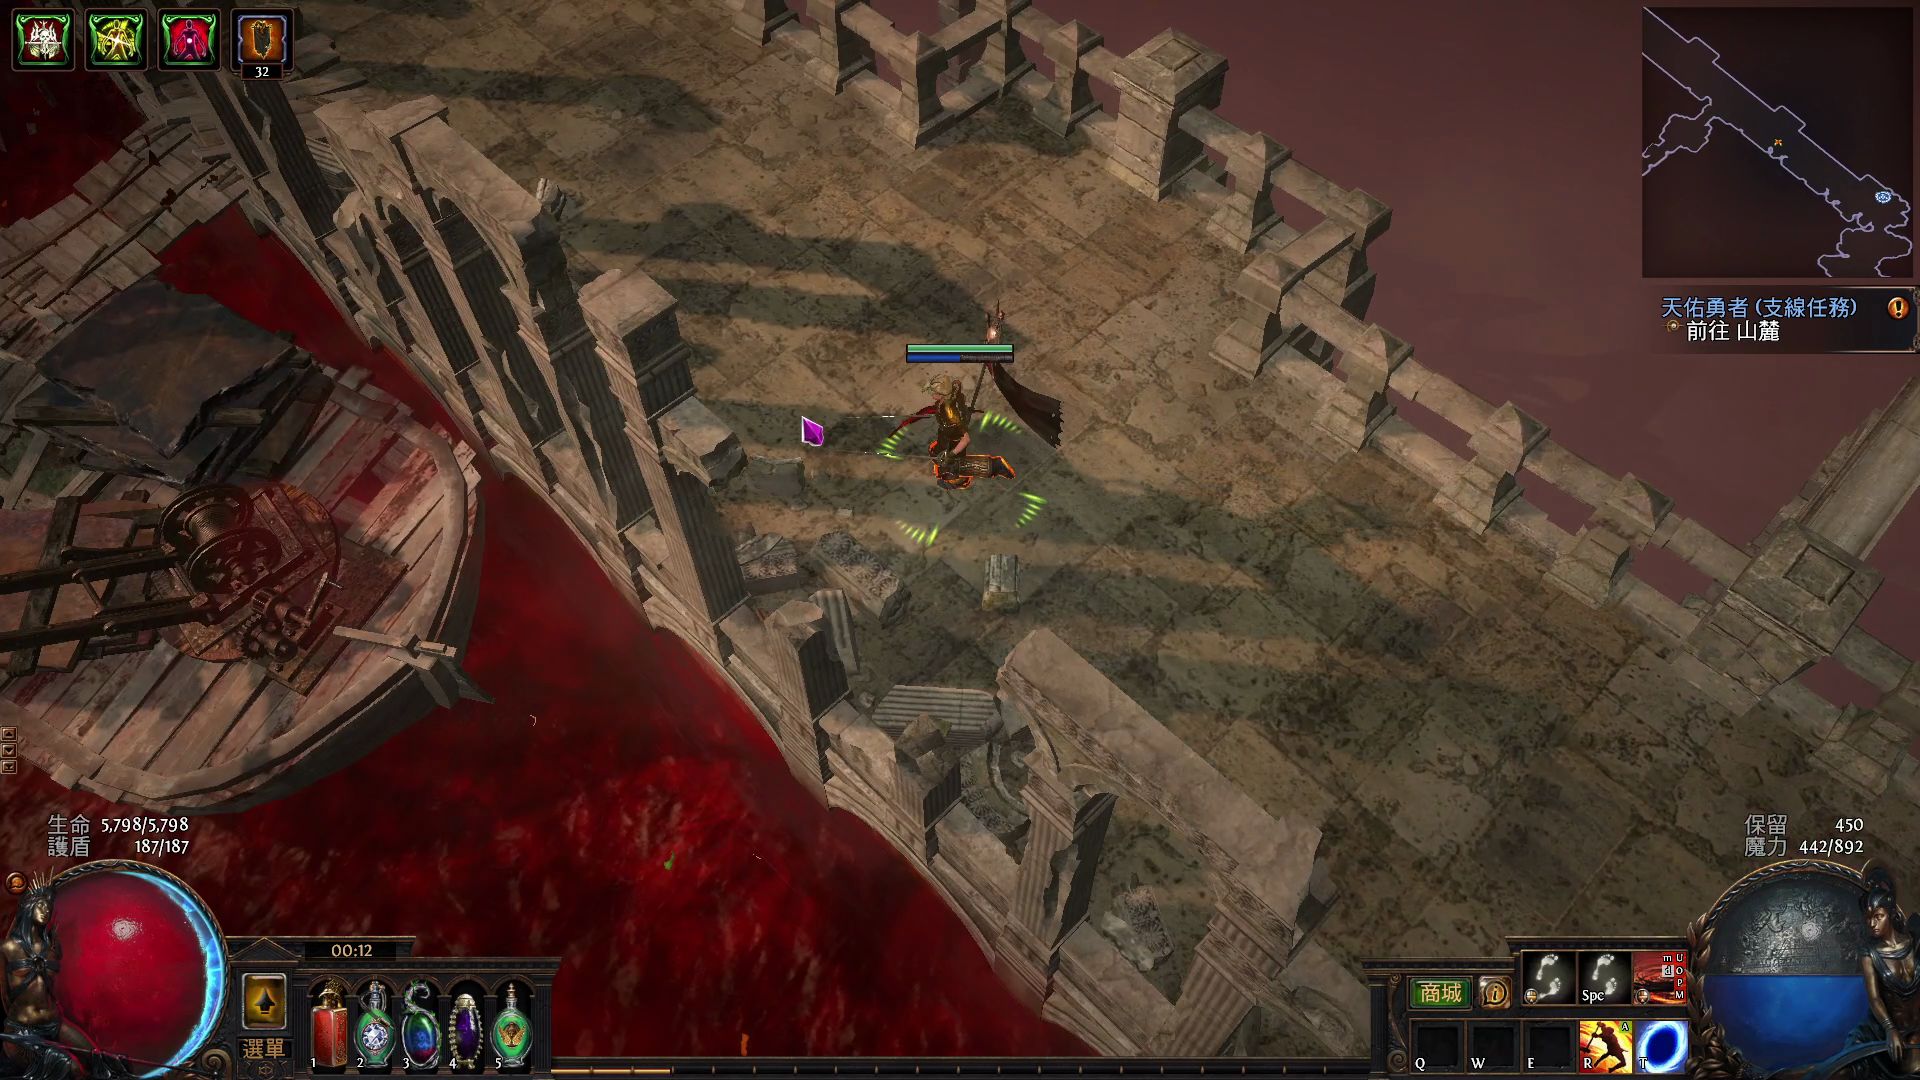 32
天佑勇者 (支線任務)
前往 山麓
生命 5,798/5,798
護盾 187/187
保留 450
魔力 442/892
00:12
選單
1
2
3
4
5
商城
Spc
m U
d O
P
M
Q
W
E
R
A
T